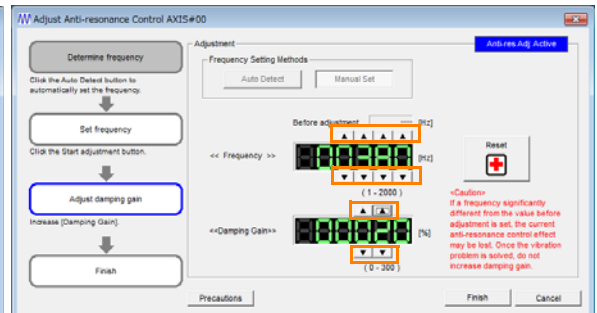 Adjust Anti-resonance Control AXIS#00
Determine frequency
Click the Auto Detect button to
automatically set the frequency.
Set frequency
Click the Start adjustment button.
Adjust damping gain
Increase [Damping Gain].
Finish
Adjustment
Anti-res Adj Active
Frequency Setting Methods
Auto Detect
Manual Set
Before adjustment --- [Hz]
<< Frequency >>
[Hz]
( 1 - 2000 )
<<Damping Gain>>
000020
[%]
( 0 - 300 )
Reset
<Caution>
If a frequency significantly
different from the value before
adjustment is set, the current
anti-resonance control effect
may be lost. Once the vibration
problem is solved, do not
increase damping gain.
Precautions
Finish
Cancel